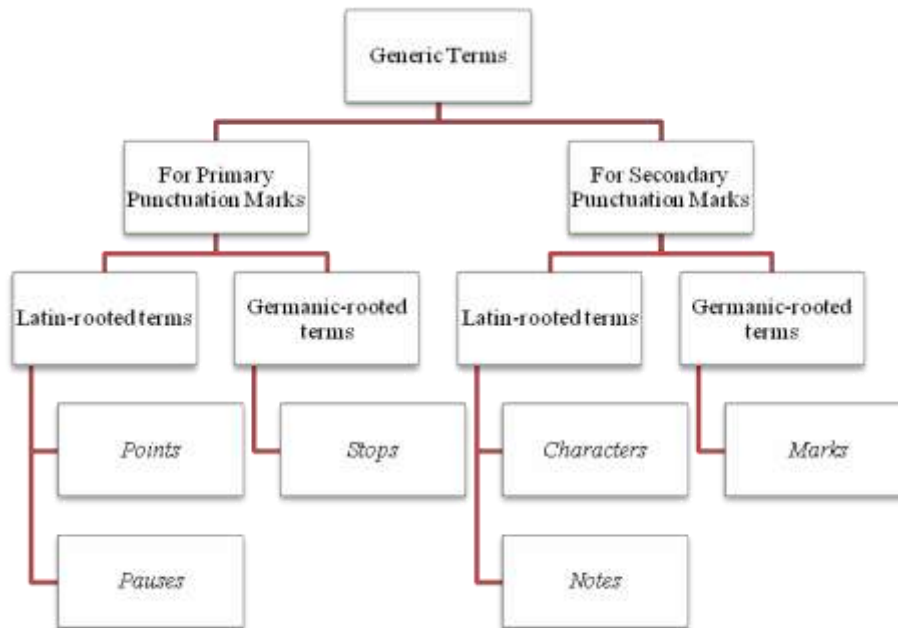 Generic Terms
For Primary
Punctuation Marks
For Secondary
Punctuation Marks
Latin-rooted terms
Germanic-rooted
terms
Latin-rooted terms
Germanic-rooted
terms
Points
Stops
Characters
Marks
Pauses
Notes